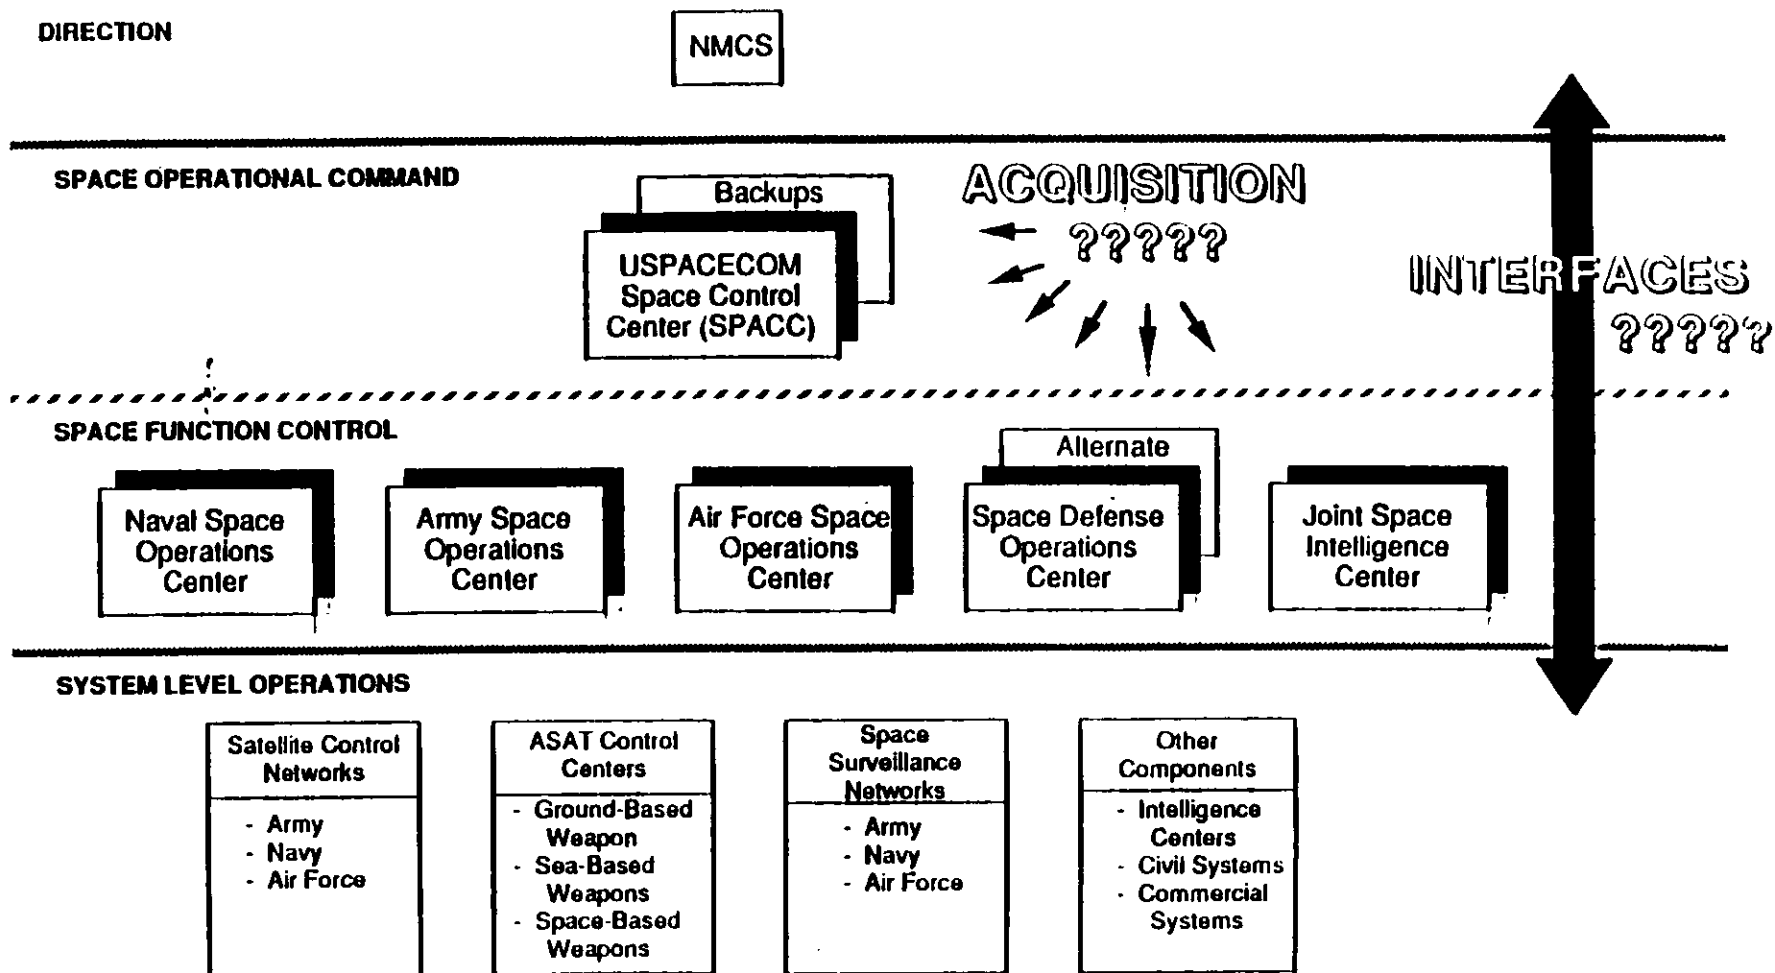 DIRECTION
NMCS
SPACE OPERATIONAL COMMAND
Backups
USPACECOM
Space Control
Center (SPACC)
ACQUISITION
?????
INTERFACES
?????
SPACE FUNCTION CONTROL
Naval Space
Operations
Center
Army Space
Operations
Center
Air Force Space
Operations
Center
Alternate
Space Defense
Operations
Center
Joint Space
Intelligence
Center
SYSTEM LEVEL OPERATIONS
Satellite Control
Networks
- Army
- Navy
- Air Force
ASAT Control
Centers
- Ground-Based
Weapon
- Sea-Based
Weapons
- Space-Based
Weapons
Space
Surveillance
Networks
- Army
- Navy
- Air Force
Other
Components
- Intelligence
Centers
- Civil Systems
- Commercial
Systems